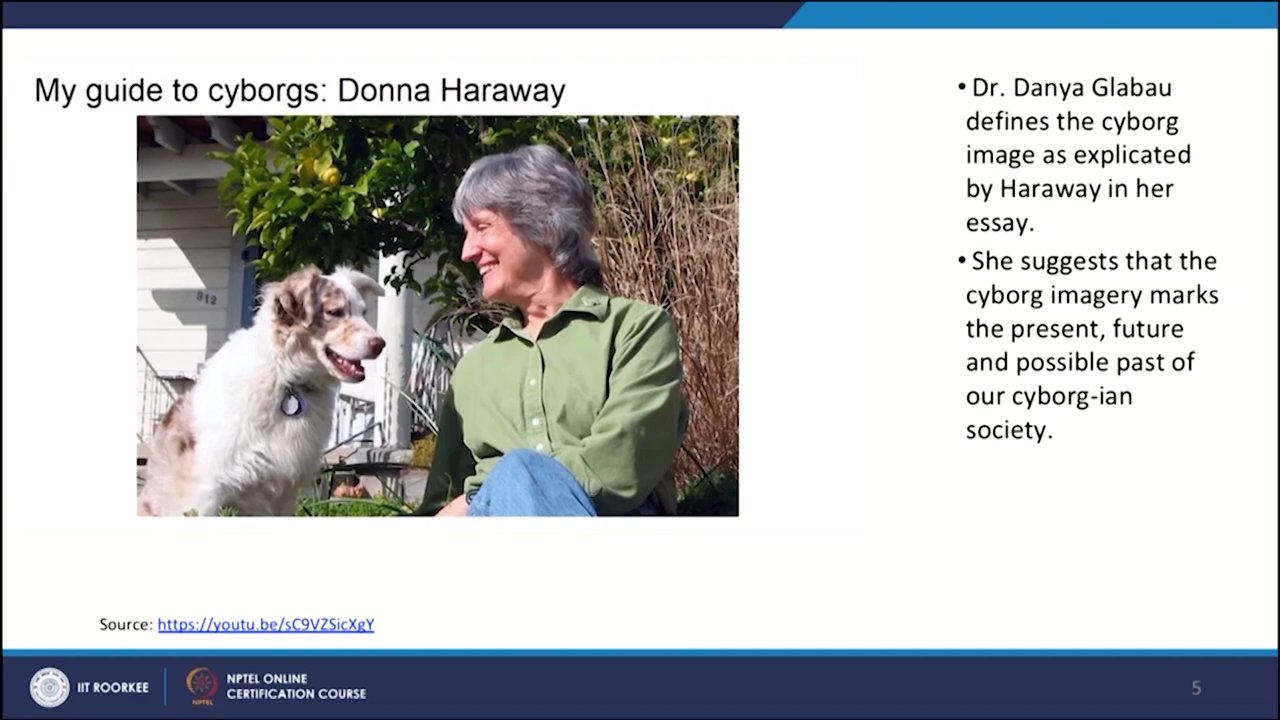 My guide to cyborgs: Donna Haraway
912
• Dr. Danya Glabau
defines the cyborg
image as explicated
by Haraway in her
essay.
• She suggests that the
cyborg imagery marks
the present, future
and possible past of
our cyborg-ian
society.
Source: https://youtu.be/sC9VZSicXgY
IIT ROORKEE
NPTEL
NPTEL ONLINE
CERTIFICATION COURSE
5